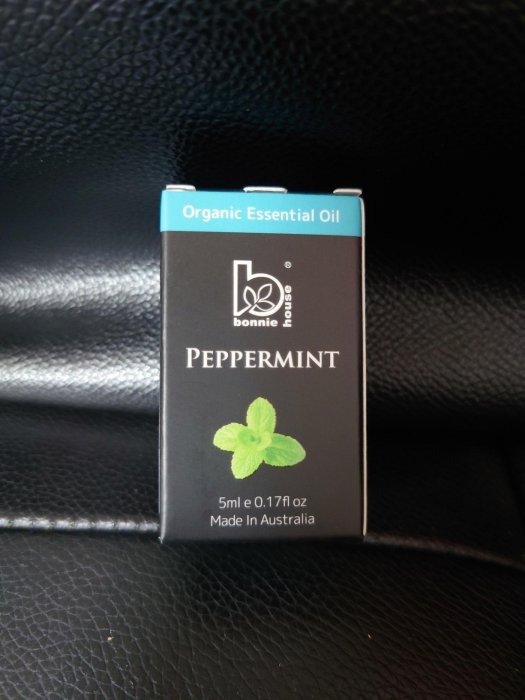 Organic Essential Oil
b
®
bonnie
house
PEPPERMINT
5ml e 0.17fl oz
Made In Australia